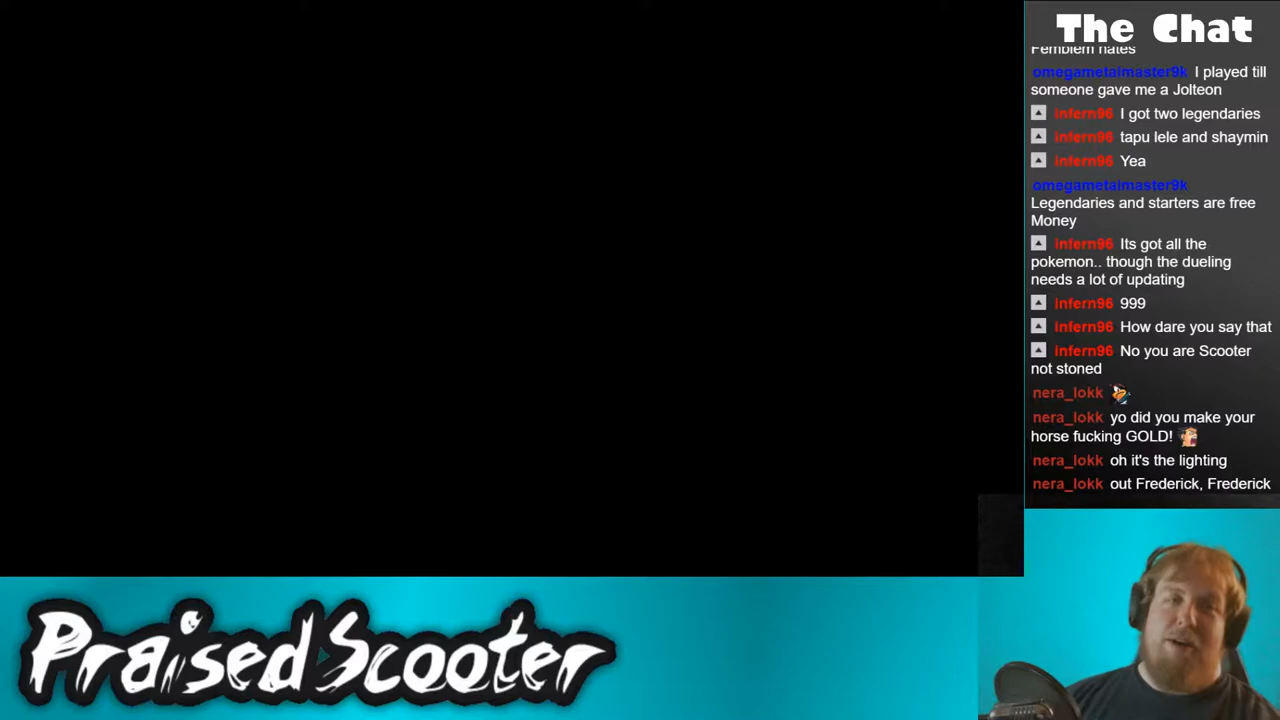 The Chat
Femblem hates
omegametalmaster9k I played till
someone gave me a Jolteon
infern96 I got two legendaries
infern96 tapu lele and shaymin
infern96 Yea
omegametalmaster9k
Legendaries and starters are free
Money
infern96 Its got all the
pokemon.. though the dueling
needs a lot of updating
infern96 999
infern96 How dare you say that
infern96 No you are Scooter
not stoned
nera_lokk
nera_lokk yo did you make your
horse fucking GOLD!
nera_lokk oh it's the lighting
nera_lokk out Frederick, Frederick
PraisedScooter